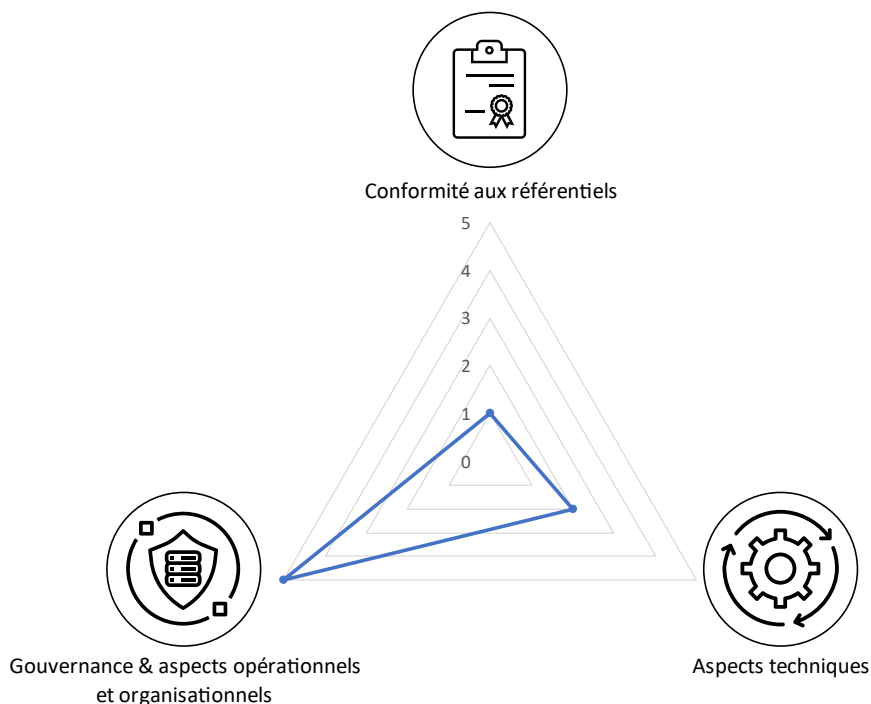 Conformité aux référentiels
5
4
3
2
1
0
Gouvernance & aspects opérationnels
et organisationnels
Aspects techniques